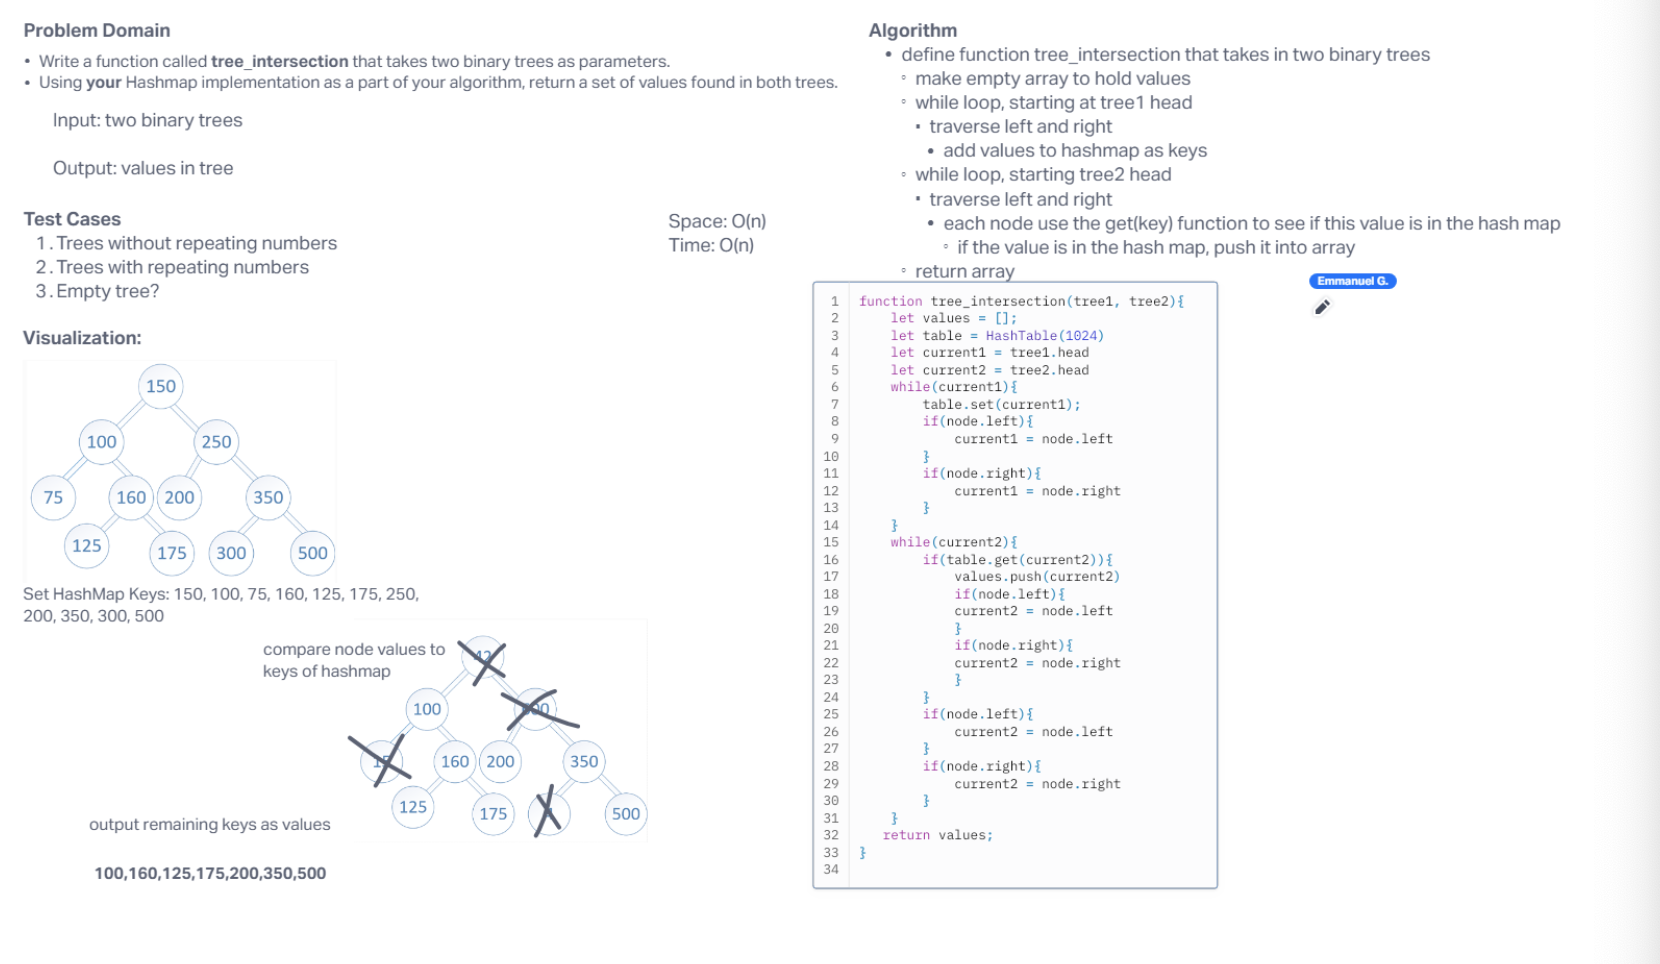 Problem Domain
• Write a function called tree_intersection that takes two binary trees as parameters.
• Using your Hashmap implementation as a part of your algorithm, return a set of values found in both trees.
Input: two binary trees
Output: values in tree
Test Cases
1. Trees without repeating numbers
2. Trees with repeating numbers
3. Empty tree?
Space: O(n)
Time: O(n)
Visualization:
150
100 250
75 160 200 350
125 175 300 500
Set HashMap Keys: 150, 100, 75, 160, 125, 175, 250,
200, 350, 300, 500
compare node values to
keys of hashmap
42
100
160 200 350
125 175 500
output remaining keys as values
100,160,125,175,200,350,500
Algorithm
• define function tree_intersection that takes in two binary trees
◦ make empty array to hold values
◦ while loop, starting at tree1 head
▪ traverse left and right
• add values to hashmap as keys
◦ while loop, starting tree2 head
▪ traverse left and right
• each node use the get(key) function to see if this value is in the hash map
◦ if the value is in the hash map, push it into array
◦ return array
Emmanuel G.
1 function tree_intersection(tree1, tree2){
2 let values = [];
3 let table = HashTable(1024)
4 let current1 = tree1.head
5 let current2 = tree2.head
6 while(current1){
7 table.set(current1);
8 if(node.left){
9 current1 = node.left
10 }
11 if(node.right){
12 current1 = node.right
13 }
14 }
15 while(current2){
16 if(table.get(current2)){
17 values.push(current2)
18 if(node.left){
19 current2 = node.left
20 }
21 if(node.right){
22 current2 = node.right
23 }
24 }
25 if(node.left){
26 current2 = node.left
27 }
28 if(node.right){
29 current2 = node.right
30 }
31 }
32 return values;
33 }
34